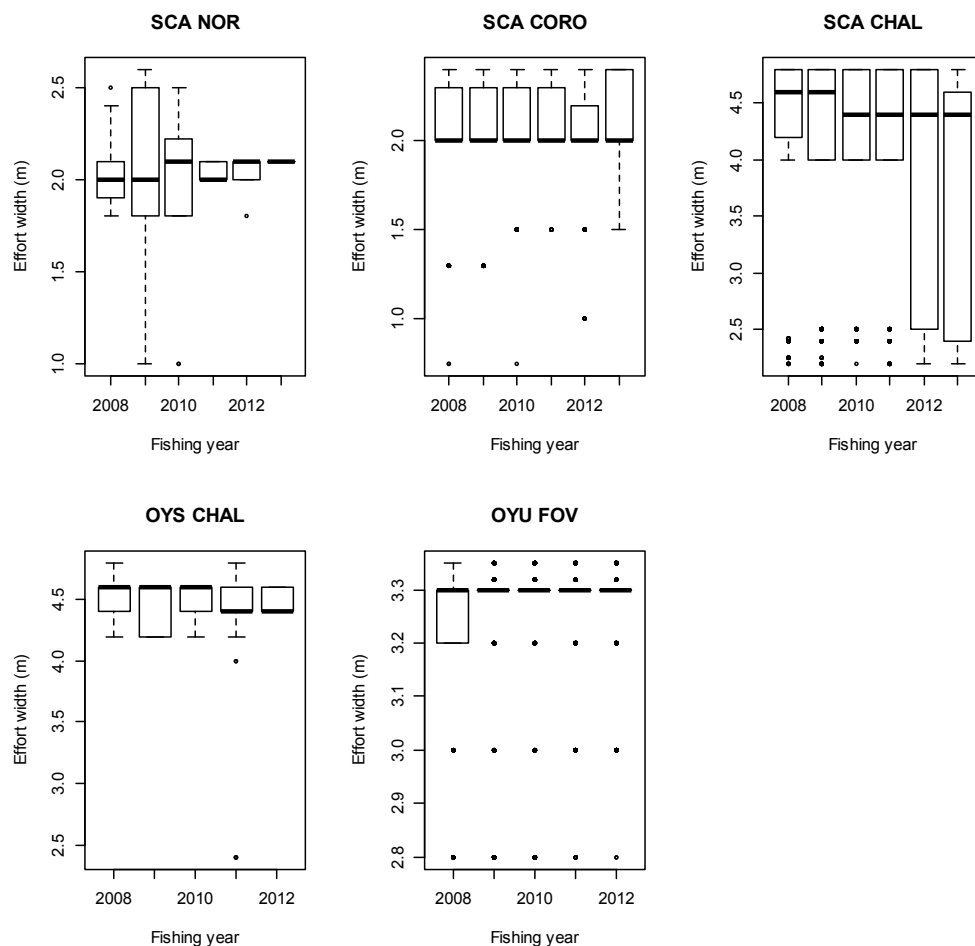 SCA NOR
SCA CORO
SCA CHAL
Effort width (m)
2.5
2.0
1.5
1.0
2008 2010 2012
Fishing year
Effort width (m)
2.0
1.5
1.0
2008 2010 2012
Fishing year
Effort width (m)
4.5
4.0
3.5
4.0
3.0
2.5
2008 2010 2012
Fishing year
OYS CHAL
OYU FOV
Effort width (m)
4.5
4.0
3.5
3.0
2.5
2008 2010 2012
Fishing year
Effort width (m)
3.3
3.2
3.1
3.0
2.9
2.8
2008 2010 2012
Fishing year